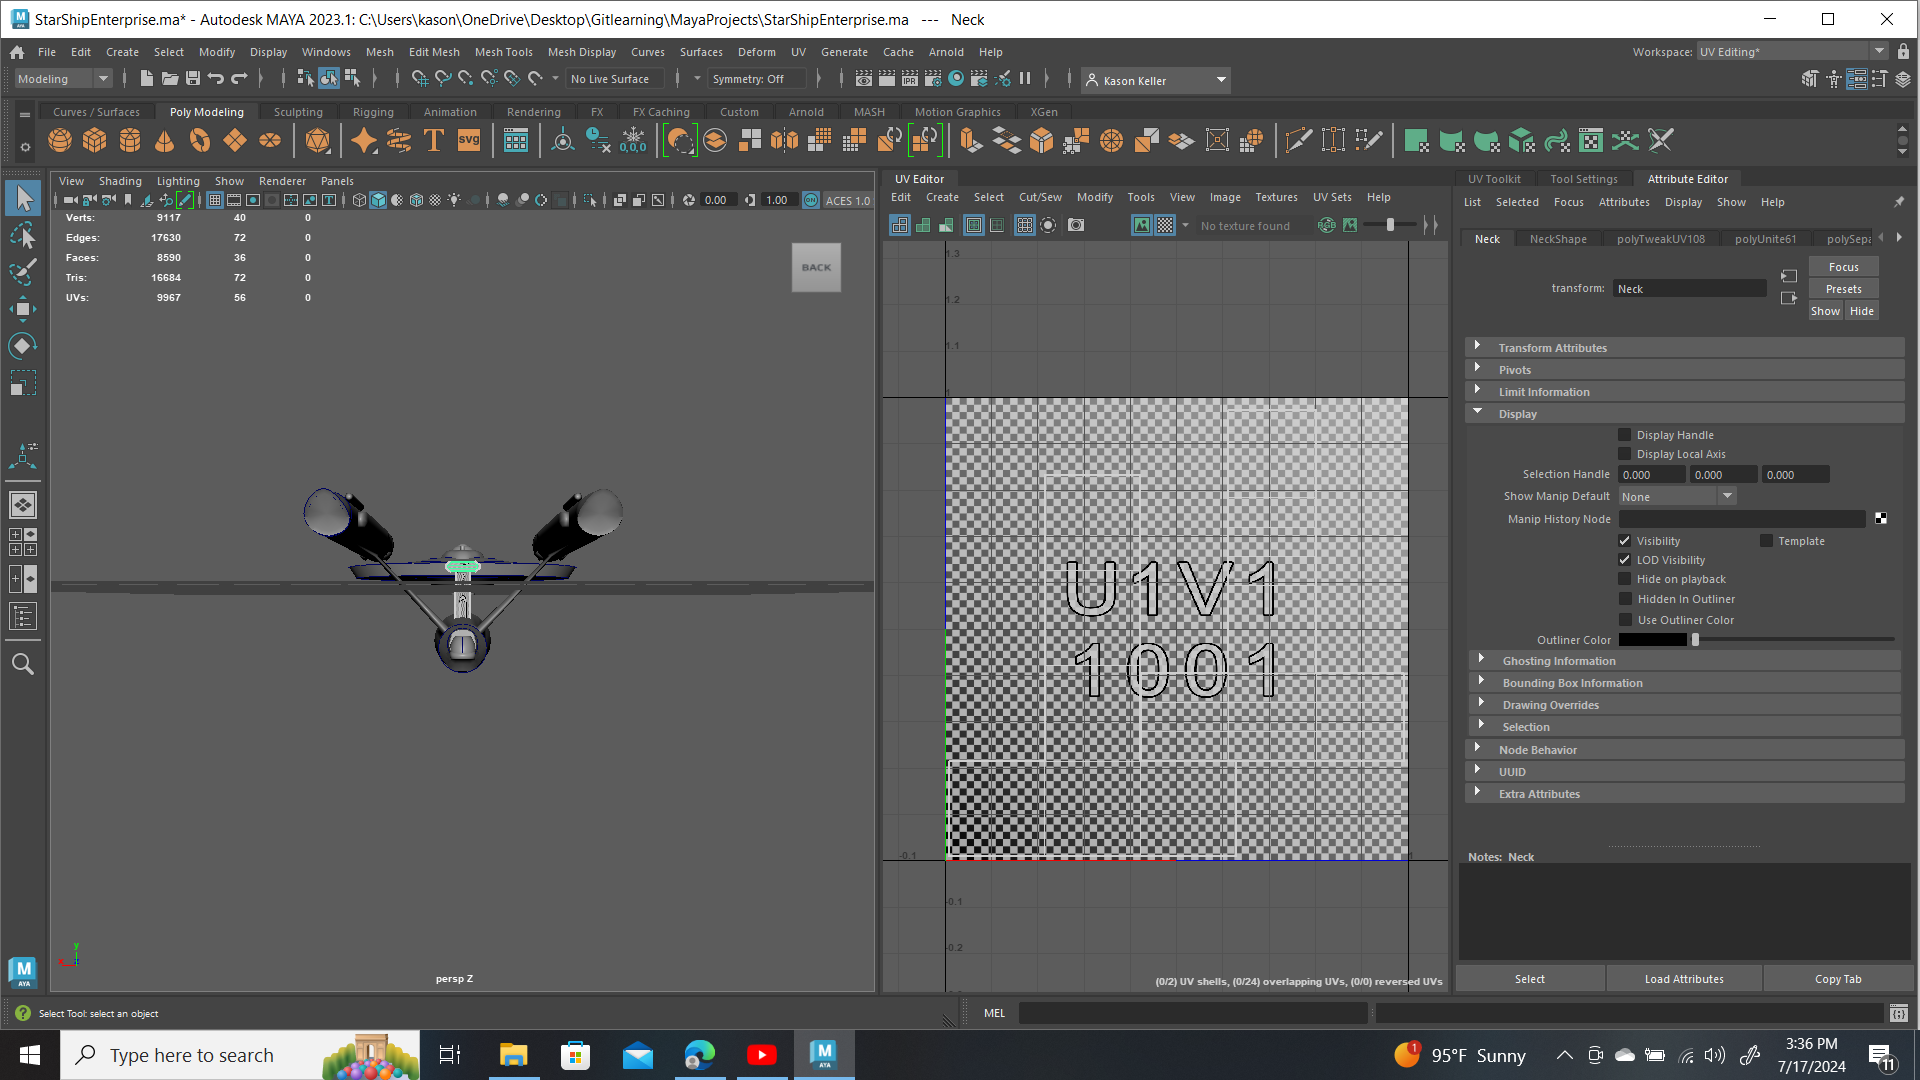 StarShipEnterprise.ma* - Autodesk MAYA 2023.1: C:\Users\kason\OneDrive\Desktop\Gitlearning\MayaProjects\StarShipEnterprise.ma --- Neck
File Edit Create Select Modify Display Windows Mesh Edit Mesh Mesh Tools Mesh Display Curves Surfaces Deform UV Generate Cache Arnold Help Workspace: UV Editing*
Modeling No Live Surface Symmetry: Off IPR Kason Keller
Curves / Surfaces Poly Modeling Sculpting Rigging Animation Rendering FX FX Caching Custom Arnold MASH Motion Graphics XGen
T SVG 0,0,0
View Shading Lighting Show Renderer Panels
0.00 1.00 ACES 1.0
Verts: 9117 40 0
Edges: 17630 72 0
Faces: 8590 36 0
Tris: 16684 72 0
UVs: 9967 56 0
BACK
y
x
persp Z
UV Editor
Edit Create Select Cut/Sew Modify Tools View Image Textures UV Sets Help
No texture found RGB
1.3
1.2
1.1
1
U1V1
1001
-0.1 1
-0.1
-0.2
(0/2) UV shells, (0/24) overlapping UVs, (0/0) reversed UVs
UV Toolkit Tool Settings Attribute Editor
List Selected Focus Attributes Display Show Help
Neck NeckShape polyTweakUV108 polyUnite61 polySepa
Focus
transform: Neck Presets
Show Hide
Transform Attributes
Pivots
Limit Information
Display
Display Handle
Display Local Axis
Selection Handle 0.000 0.000 0.000
Show Manip Default None
Manip History Node
Visibility Template
LOD Visibility
Hide on playback
Hidden In Outliner
Use Outliner Color
Outliner Color
Ghosting Information
Bounding Box Information
Drawing Overrides
Selection
Node Behavior
UUID
Extra Attributes
Notes: Neck
Select Load Attributes Copy Tab
M
AYA
Select Tool: select an object MEL
Type here to search 1 95°F Sunny 3:36 PM
7/17/2024 11